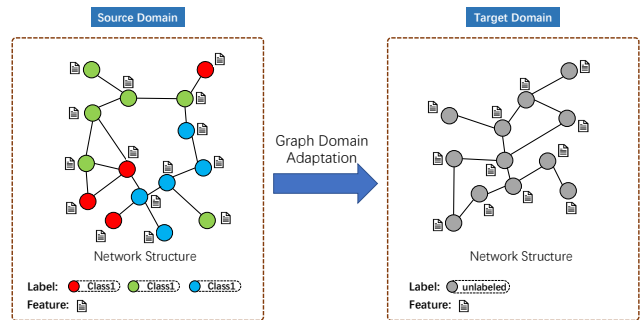 Source Domain
Target Domain
Graph Domain
Adaptation
Network Structure
Network Structure
Label: Class1 Class1 Class1
Feature:
Label: unlabeled
Feature: